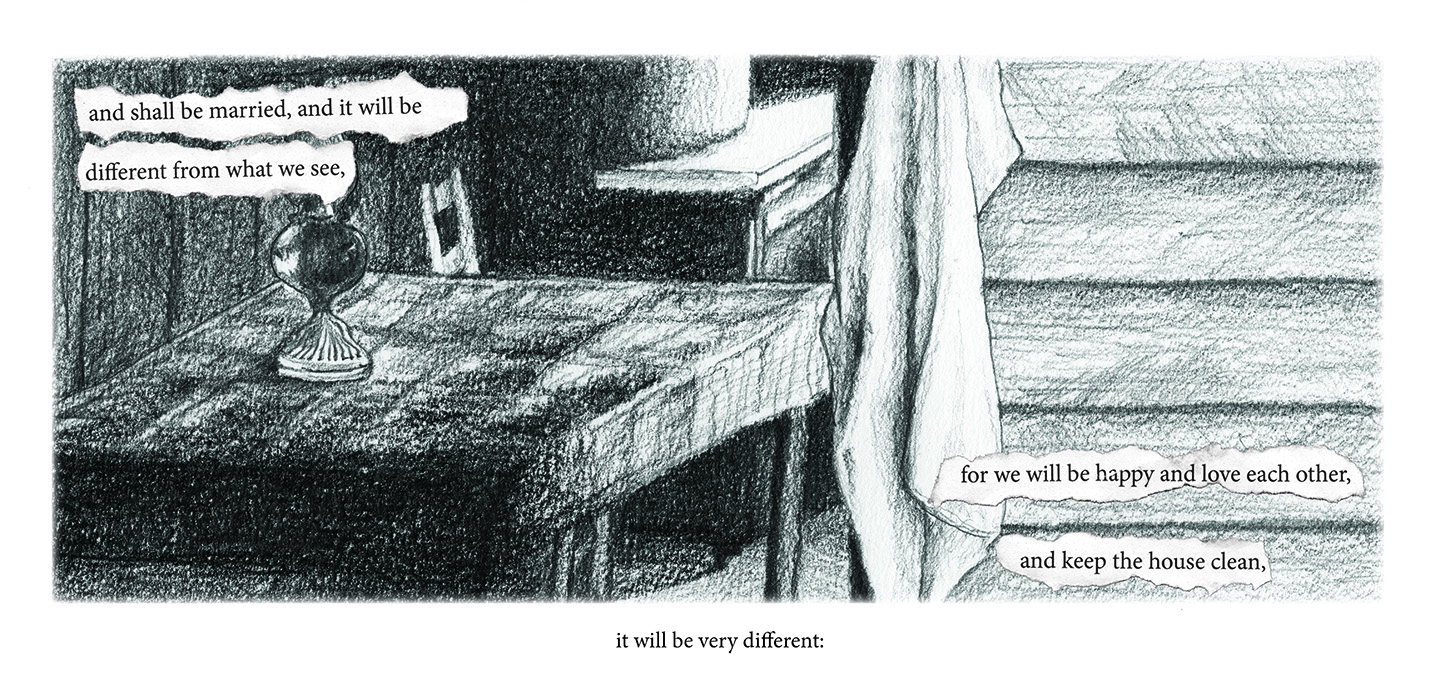 and shall be married, and it will be
different from what we see,
for we will be happy and love each other,
and keep the house clean,
it will be very different: